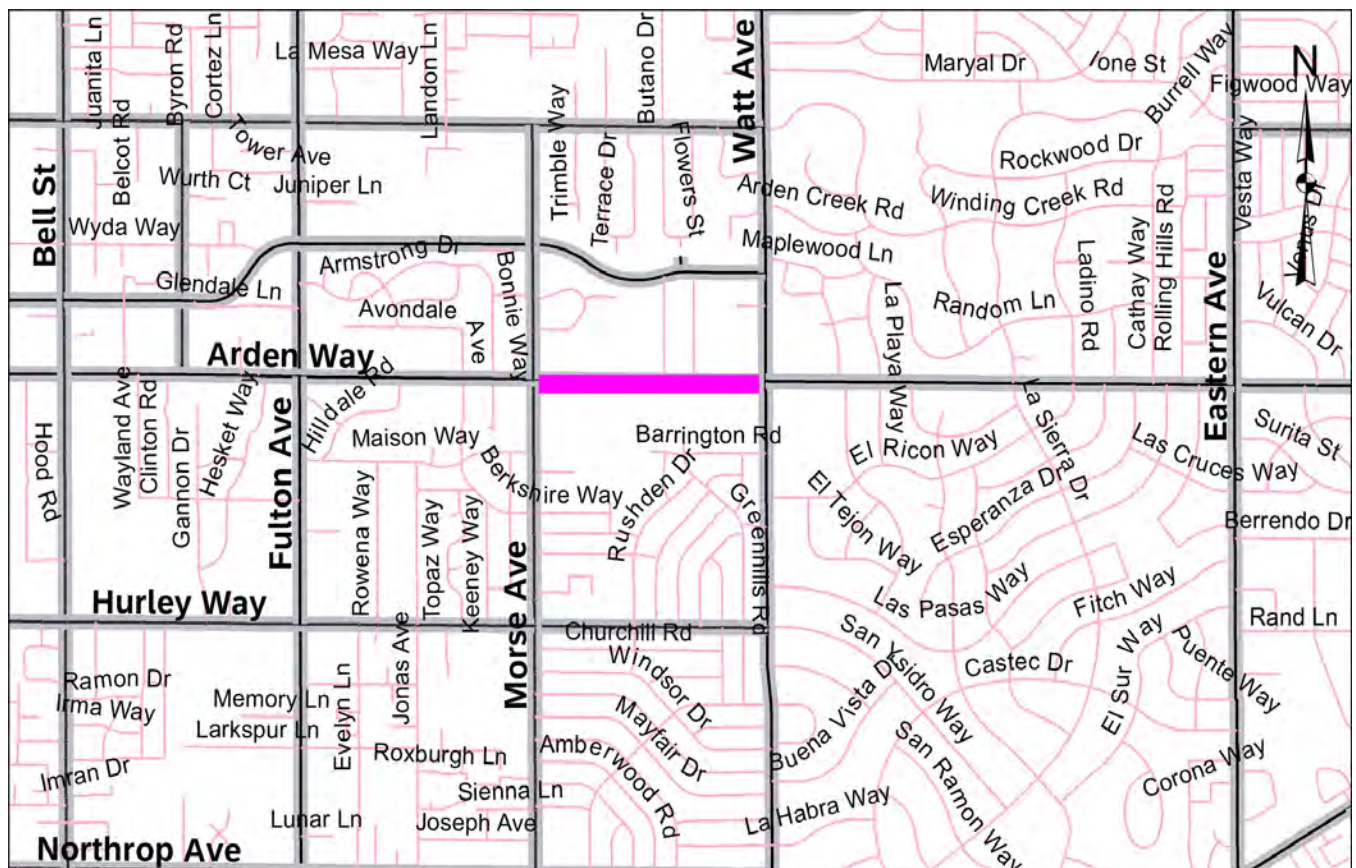 Juanita Ln
Byron Rd
Cortez Ln
La Mesa Way
Landon Ln
Butano Dr
Watt Ave
Maryal Dr
Ione St
Burrell Way
N
Figwood Way
Belcot Rd
Tower Ave
Wurth Ct
Juniper Ln
Trimble Way
Terrace Dr
Flowers St
Rockwood Dr
Vesta Way
Bell St
Wyda Way
Arden Creek Rd
Winding Creek Rd
Venus Dr
Armstrong Dr
Maplewood Ln
Ladino Rd
Cathay Way
Rolling Hills Rd
Glendale Ln
Avondale
Ave
Bonnie Way
La Playa Way
Random Ln
Eastern Ave
Vulcan Dr
Arden Way
Hood Rd
Wayland Ave
Clinton Rd
Gannon Dr
Hesket Way
Fulton Ave
Hilldale Rd
Maison Way
Berkshire Way
Barrington Rd
Rushden Dr
Greenhills Rd
El Ricon Way
La Sierra Dr
Las Cruces Way
Surita St
El Tejon Way
Esperanza Dr
Berrendo Dr
Rowena Way
Topaz Way
Keeney Way
Morse Ave
Las Pasas Way
Fitch Way
Hurley Way
Churchill Rd
Rand Ln
Ramon Dr
Irma Way
Memory Ln
Larkspur Ln
Evelyn Ln
Jonas Ave
Windsor Dr
San Ysidro Way
Castec Dr
El Sur Way
Puente Way
Mayfair Dr
Buena Vista D
Roxburgh Ln
Amberwood Rd
San Ramon Way
Corona Way
Imran Dr
Sienna Ln
Lunar Ln
Joseph Ave
La Habra Way
Northrop Ave